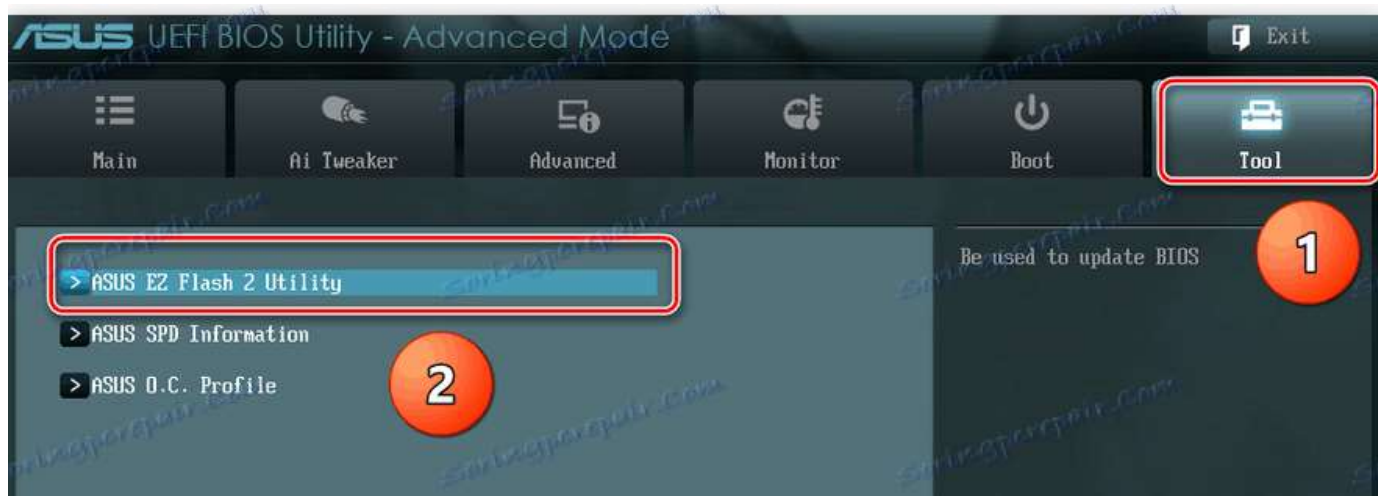 ASUS UEFI BIOS Utility - Advanced Mode
Exit
Main
Ai Tweaker
Advanced
Monitor
Boot
Tool
1
> ASUS EZ Flash 2 Utility
> ASUS SPD Information
> ASUS O.C. Profile
2
Be used to update BIOS